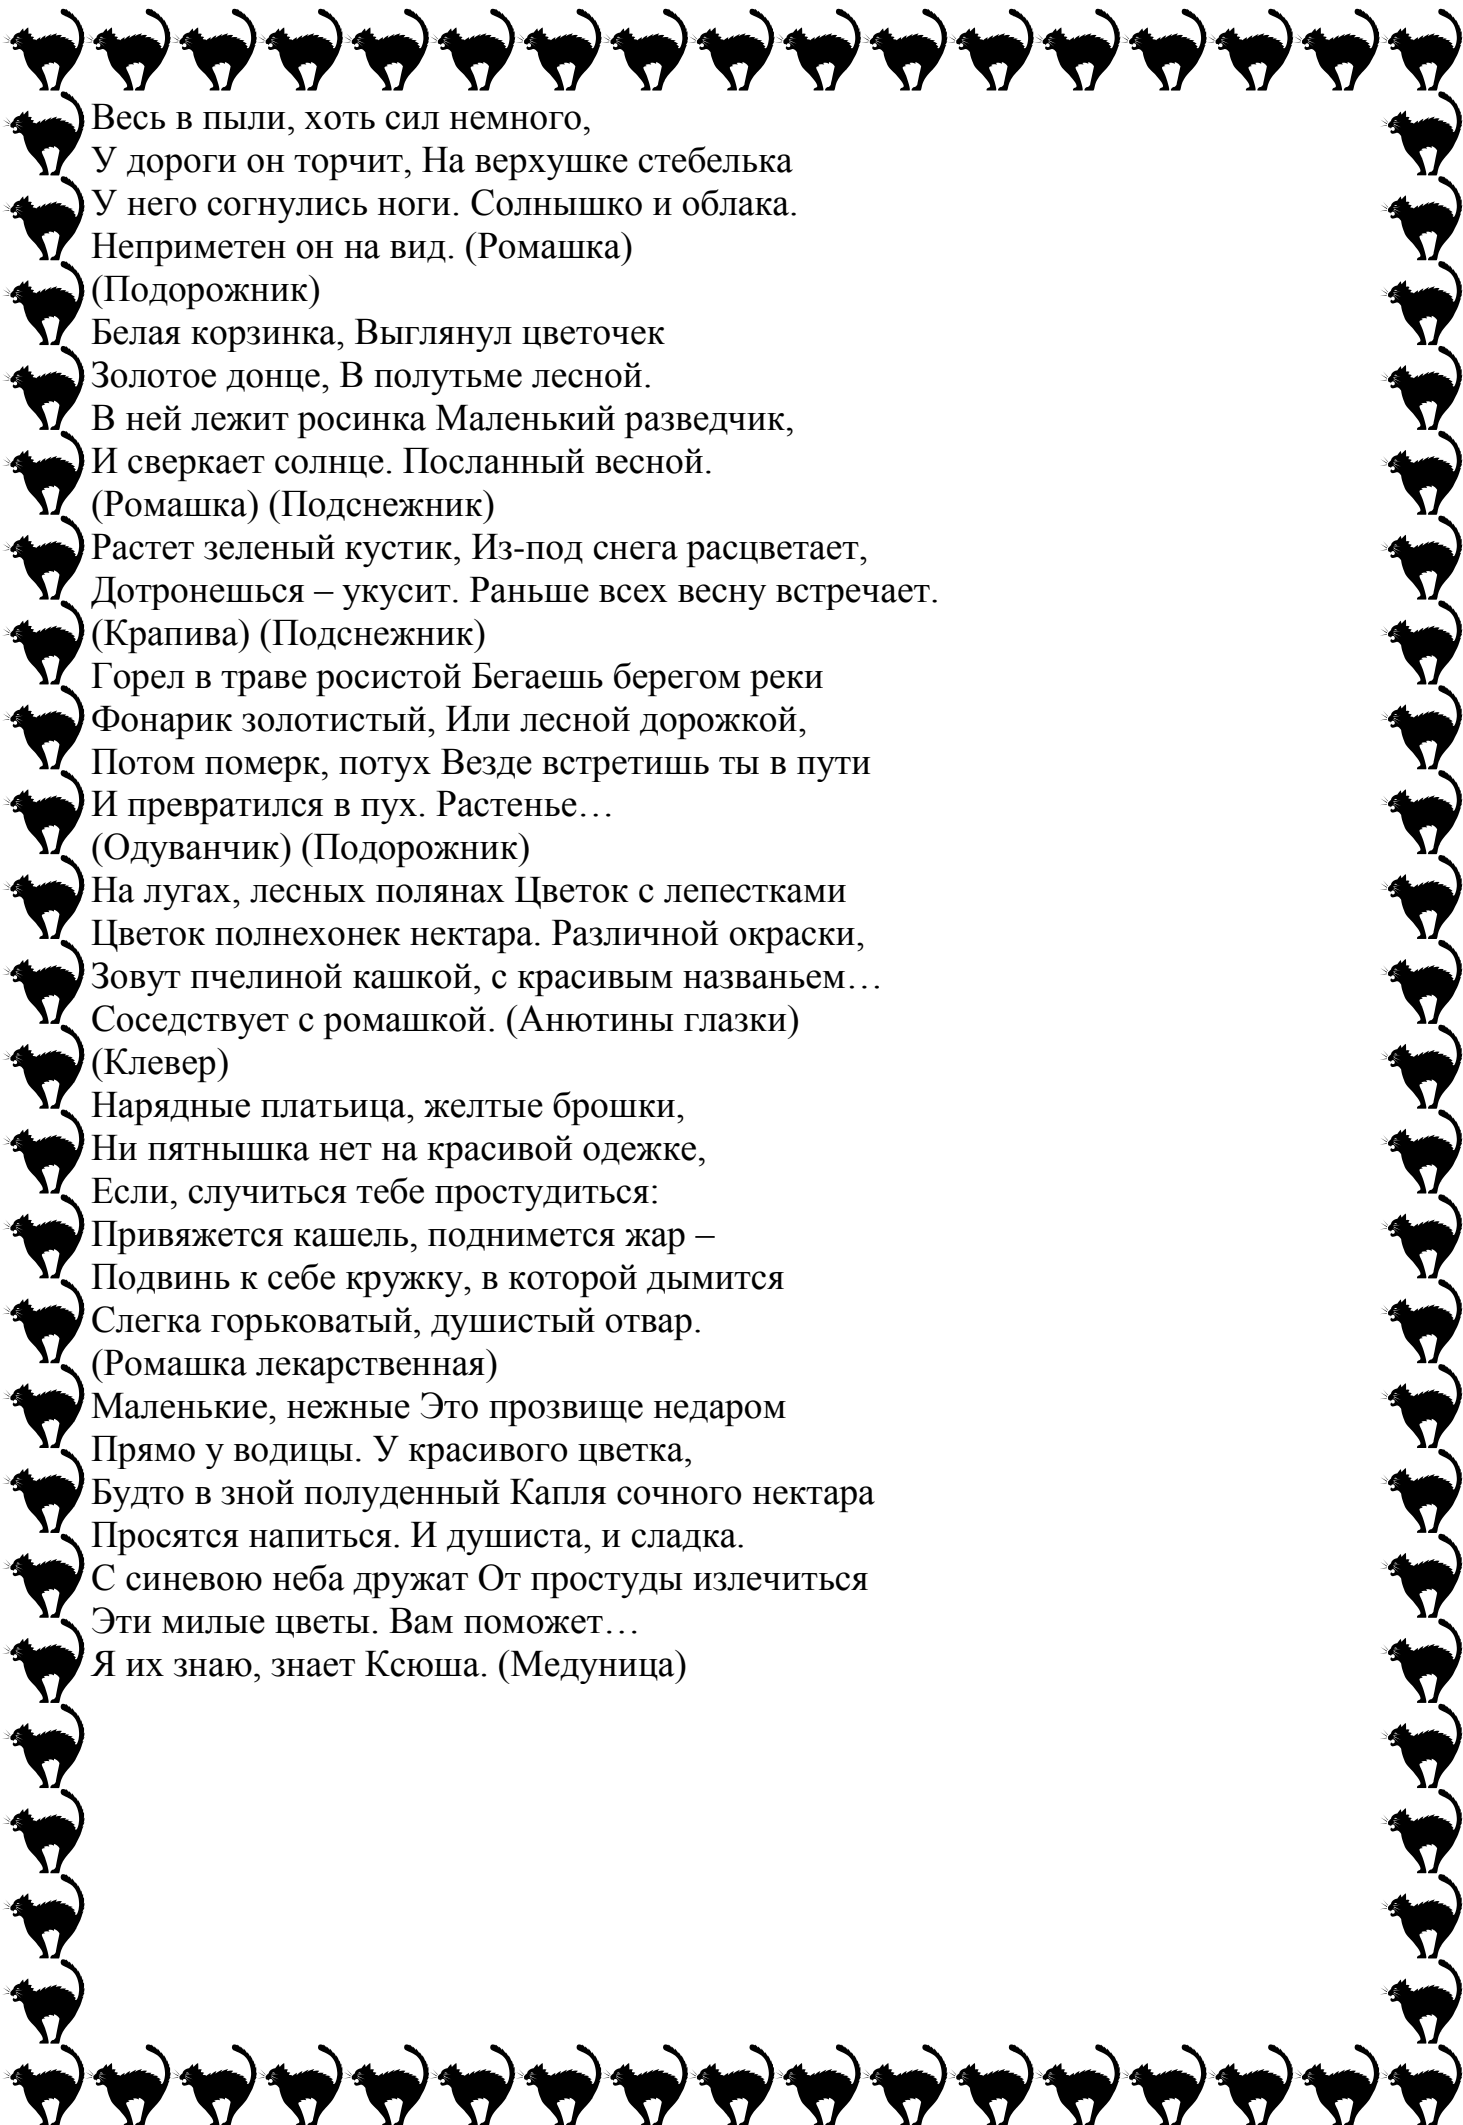 Весь в пыли, хоть сил немного,
У дороги он торчит, На верхушке стебелька
У него согнулись ноги. Солнышко и облака.
Неприметен он на вид. (Ромашка)
(Подорожник)
Белая корзинка, Выглянул цветочек
Золотое донце, В полутьме лесной.
В ней лежит росинка Маленький разведчик,
И сверкает солнце. Посланный весной.
(Ромашка) (Подснежник)
Растет зеленый кустик, Из-под снега расцветает,
Дотронешься – укусит. Раньше всех весну встречает.
(Крапива) (Подснежник)
Горел в траве росистой Бегаешь берегом реки
Фонарик золотистый, Или лесной дорожкой,
Потом померк, потух Везде встретишь ты в пути
И превратился в пух. Растенье…
(Одуванчик) (Подорожник)
На лугах, лесных полянах Цветок с лепестками
Цветок полнехонек нектара. Различной окраски,
Зовут пчелиной кашкой, с красивым названьем…
Соседствует с ромашкой. (Анютины глазки)
(Клевер)
Нарядные платьица, желтые брошки,
Ни пятнышка нет на красивой одежке,
Если, случиться тебе простудиться:
Привяжется кашель, поднимется жар –
Подвинь к себе кружку, в которой дымится
Слегка горьковатый, душистый отвар.
(Ромашка лекарственная)
Маленькие, нежные Это прозвище недаром
Прямо у водицы. У красивого цветка,
Будто в зной полуденный Капля сочного нектара
Просятся напиться. И душиста, и сладка.
С синевою неба дружат От простуды излечиться
Эти милые цветы. Вам поможет…
Я их знаю, знает Ксюша. (Медуница)